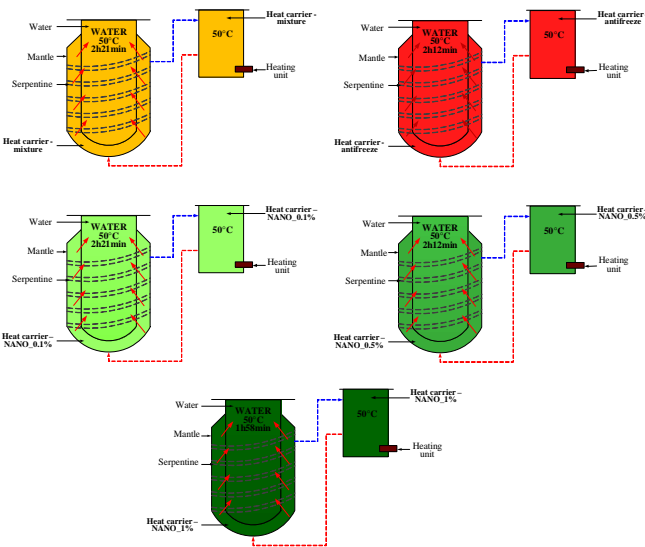 Water
Mantle
Serpentine
Heat carrier -
mixture
WATER
50°C
2h21min
50°C
Heat carrier -
mixture
Heating
unit
Water
Mantle
Serpentine
Heat carrier-
antifreeze
WATER
50°C
2h12min
50°C
Heat carrier
antifreeze
Heating
unit
Water
Mantle
Serpentine
Heat carrier –
NANO_0.1%
WATER
50°C
2h21min
50°C
Heat carrier –
NANO_0.1%
Heating
unit
Water
Mantle
Serpentine
Heat carrier –
NANO_0.5%
WATER
50°C
2h12min
50°C
Heat carrier –
NANO_0.5%
Heating
unit
Water
Mantle
Serpentine
Heat carrier –
NANO_1%
WATER
50°C
1h58min
50°C
Heat carrier –
NANO_1%
Heating
unit